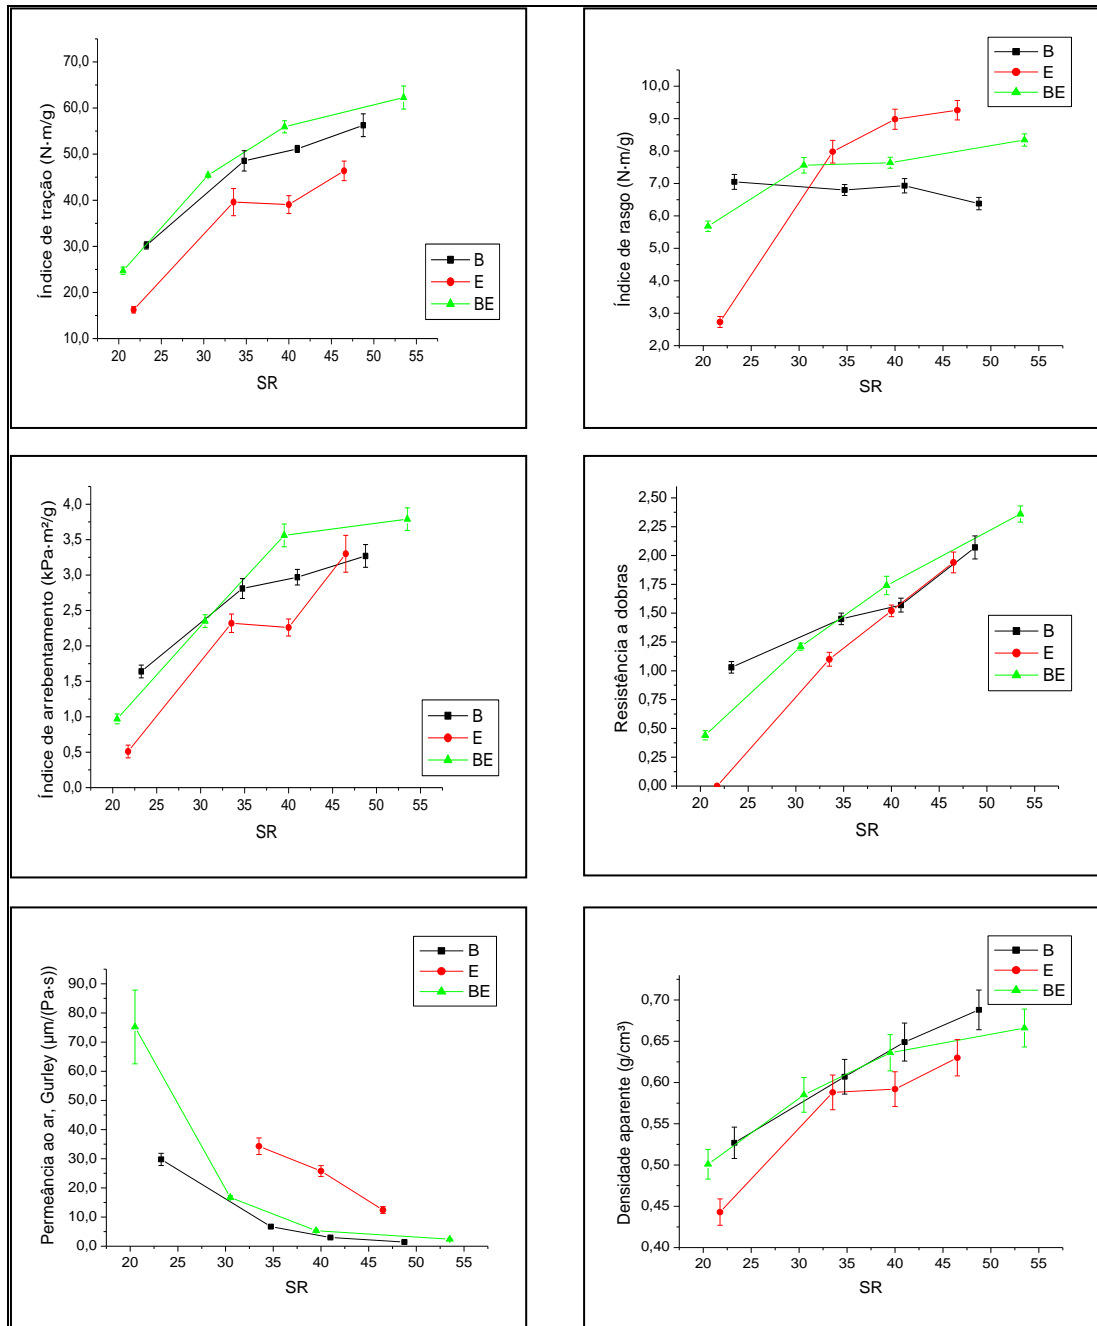 Índice de tração (N·m/g)
70,0
60,0
50,0
40,0
30,0
20,0
10,0
B
E
BE
20 25 30 35 40 45 50 55
SR
Índice de rasgo (N·m/g)
B
E
BE
10,0
9,0
8,0
7,0
6,0
5,0
4,0
3,0
2,0
20 25 30 35 40 45 50 55
SR
Índice de arrebentamento (kPa·m²/g)
4,0
3,5
3,0
2,5
2,0
1,5
1,0
0,5
0,0
B
E
BE
20 25 30 35 40 45 50 55
SR
Resistência a dobras
2,50
2,25
2,00
1,75
1,50
1,25
1,00
0,75
0,50
0,25
0,00
B
E
BE
20 25 30 35 40 45 50 55
SR
Permeância ao ar, Gurley (µm/(Pa·s))
B
E
BE
90,0
80,0
70,0
60,0
50,0
40,0
30,0
20,0
10,0
0,0
20 25 30 35 40 45 50 55
SR
Densidade aparente (g/cm³)
B
E
BE
0,70
0,65
0,60
0,55
0,50
0,45
0,40
20 25 30 35 40 45 50 55
SR